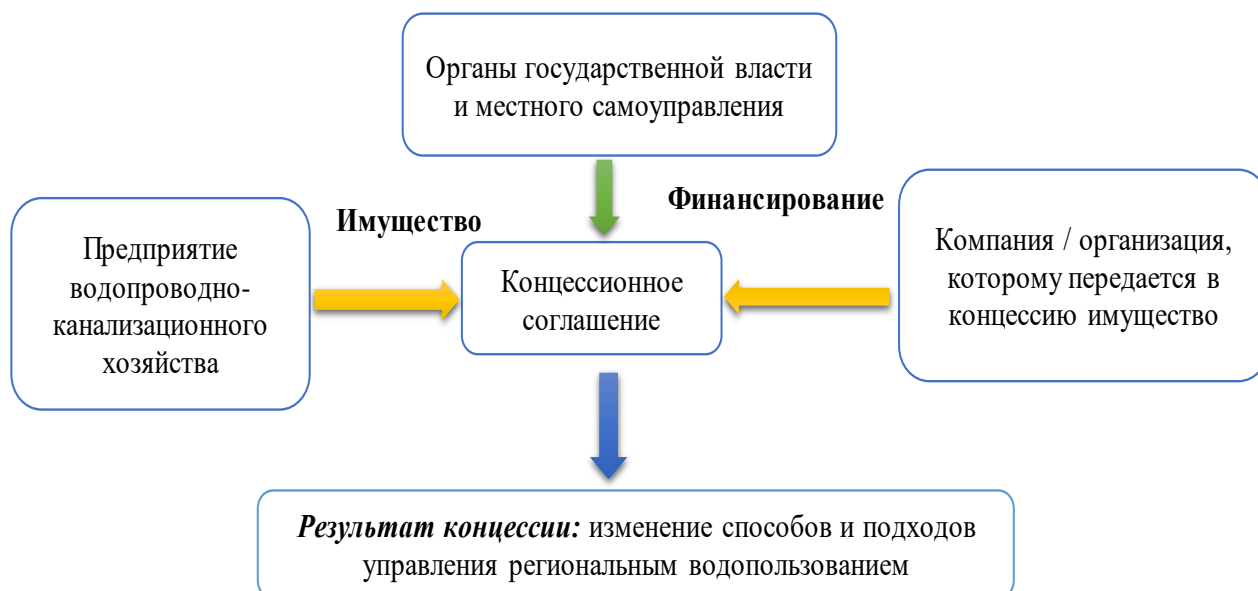 Органы государственной власти
и местного самоуправления
Имущество
Финансирование
Предприятие
водопроводно-
канализационного
хозяйства
Концессионное
соглашение
Компания / организация,
которому передается в
концессию имущество
Результат концессии: изменение способов и подходов
управления региональным водопользованием